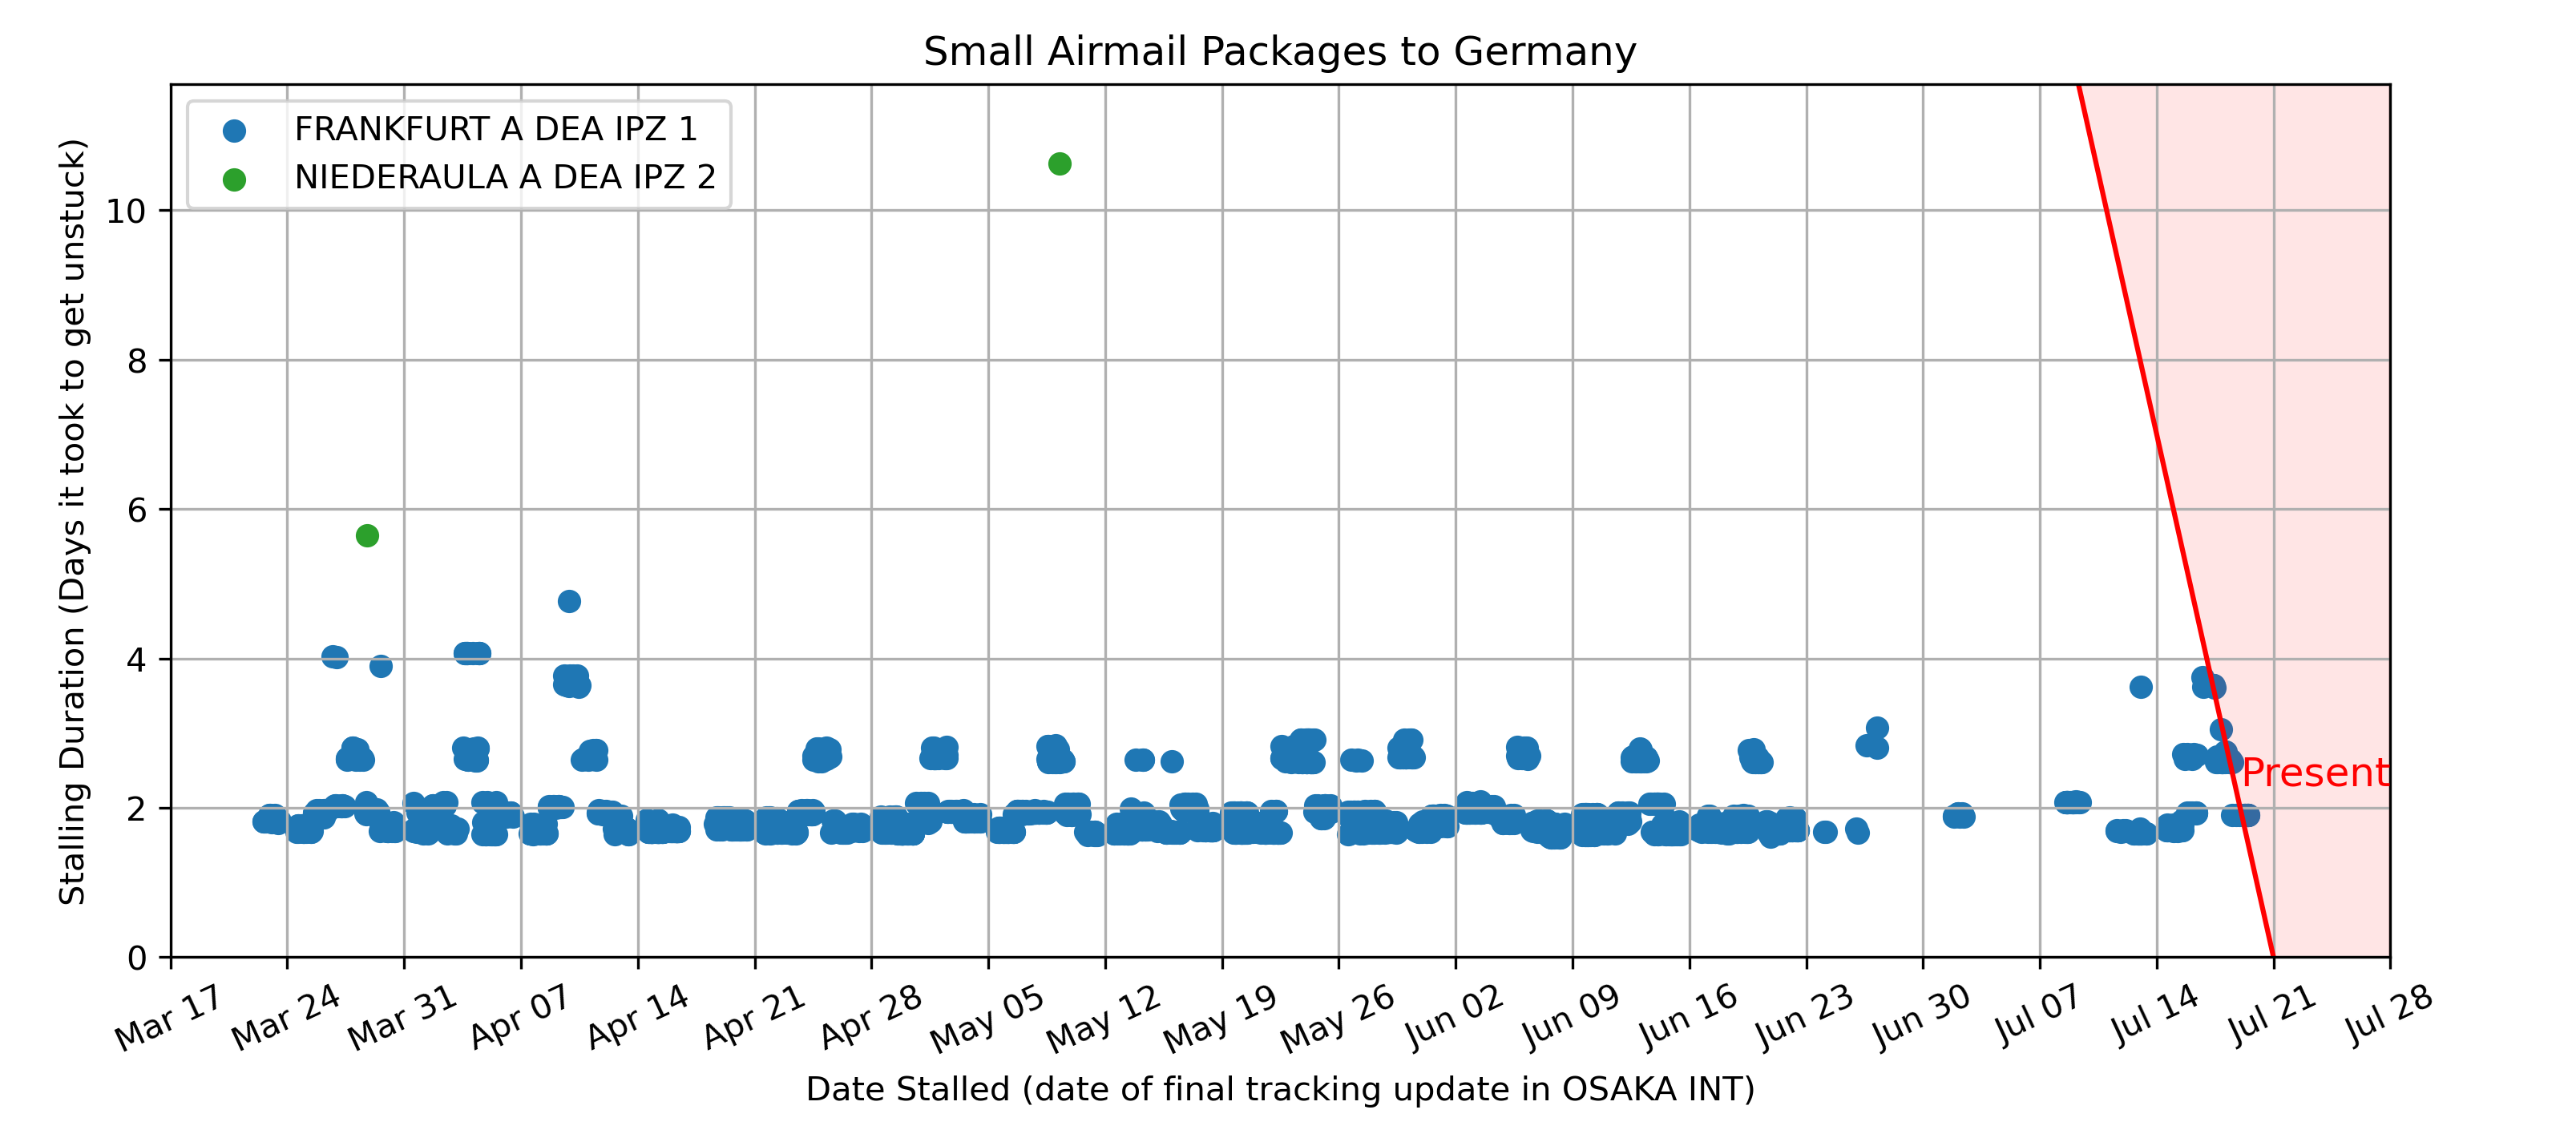 Small Airmail Packages to Germany
FRANKFURT A DEA IPZ 1
NIEDERAULA A DEA IPZ 2
Stalling Duration (Days it took to get unstuck)
10
8
6
4
2
0
Present
Mar 17 Mar 24 Mar 31 Apr 07 Apr 14 Apr 21 Apr 28 May 05 May 12 May 19 May 26 Jun 02 Jun 09 Jun 16 Jun 23 Jun 30 Jul 07 Jul 14 Jul 21 Jul 28
Date Stalled (date of final tracking update in OSAKA INT)